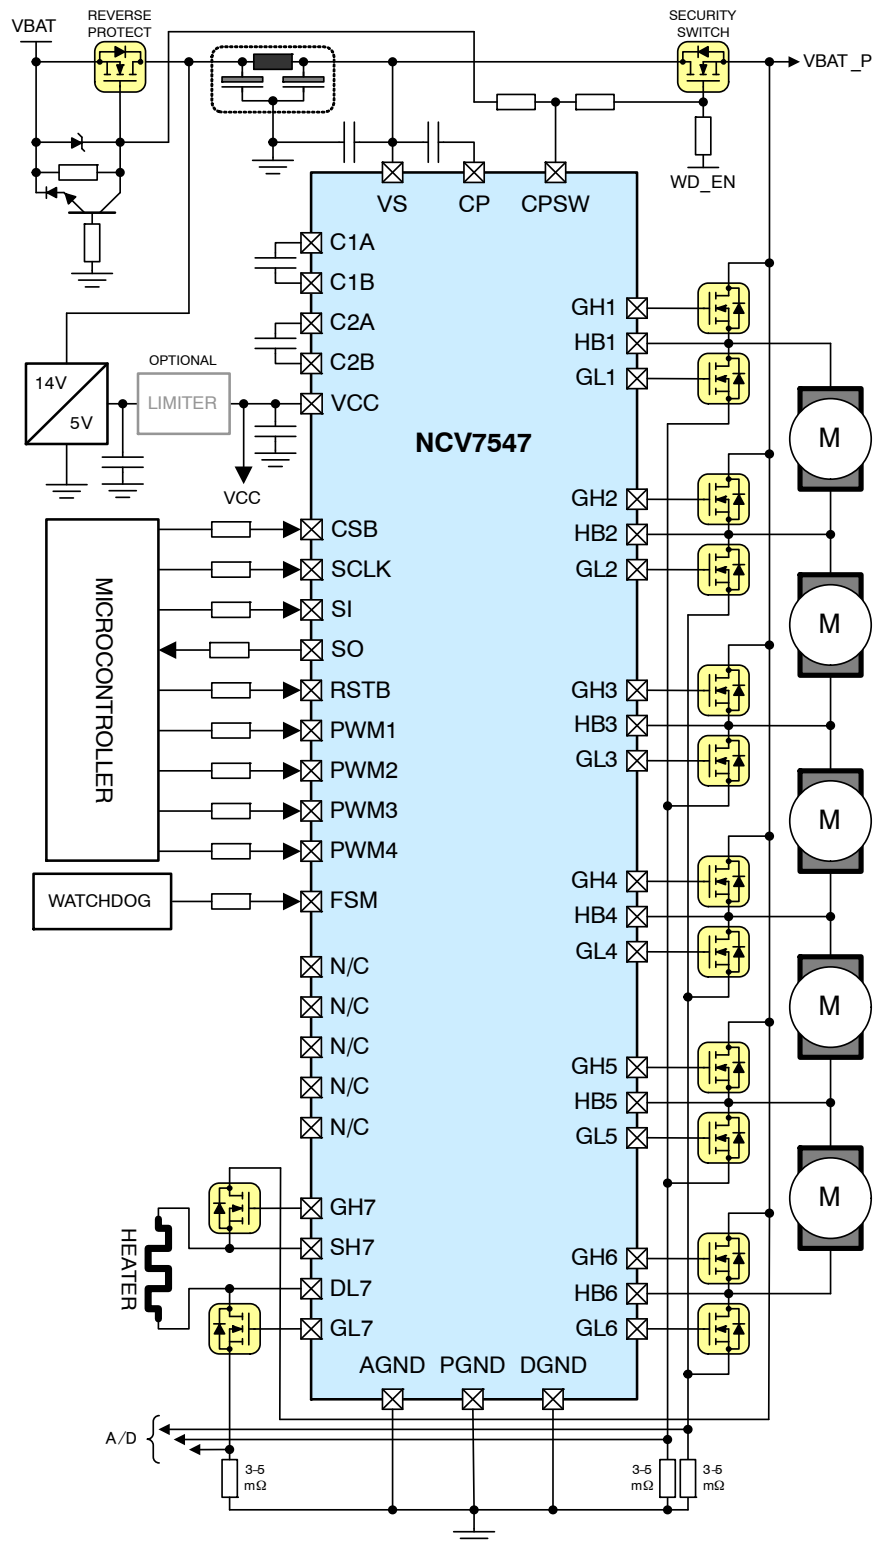 VBAT
REVERSE
PROTECT
SECURITY
SWITCH
VBAT_P
WD_EN
VS
CP
CPSW
C1A
C1B
C2A
C2B
VCC
GH1
HB1
GL1
14V
5V
OPTIONAL
LIMITER
VCC
NCV7547
M
GH2
HB2
GL2
MICROCONTROLLER
CSB
SCLK
SI
SO
RSTB
PWM1
PWM2
PWM3
PWM4
M
GH3
HB3
GL3
M
WATCHDOG
FSM
GH4
HB4
GL4
N/C
N/C
N/C
N/C
N/C
M
GH5
HB5
GL5
M
HEATER
GH7
SH7
DL7
GL7
GH6
HB6
GL6
AGND
PGND
DGND
A/D
3-5
mΩ
3-5
mΩ
3-5
mΩ